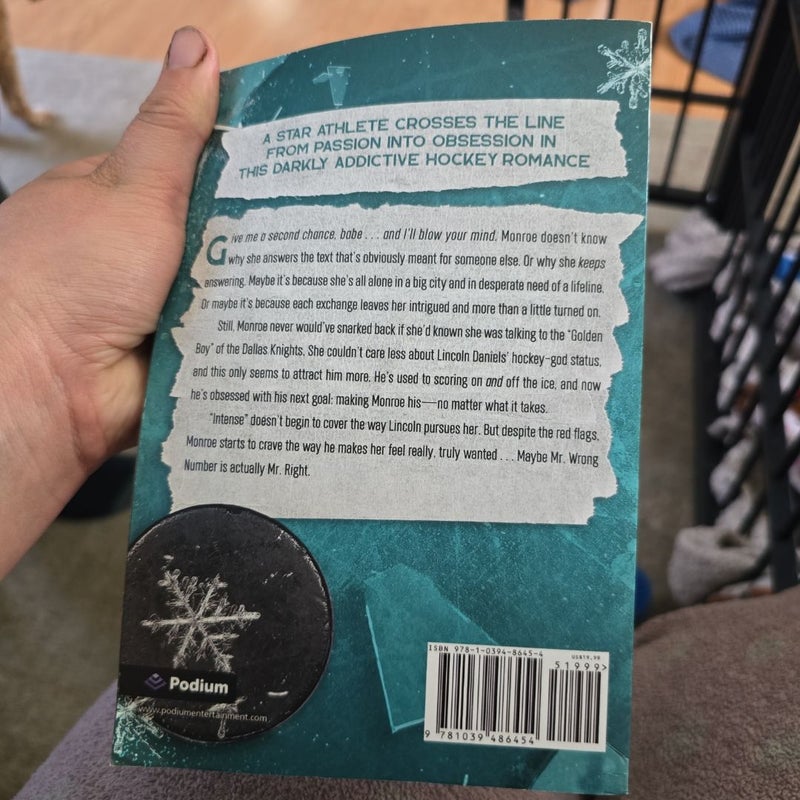 A STAR ATHLETE CROSSES THE LINE
FROM PASSION INTO OBSESSION IN
THIS DARKLY ADDICTIVE HOCKEY ROMANCE
Give me a second chance, babe . . . and I'll blow your mind. Monroe doesn't know
why she answers the text that's obviously meant for someone else. Or why she keeps
answering. Maybe it's because she's all alone in a big city and in desperate need of a lifeline.
Or maybe it's because each exchange leaves her intrigued and more than a little turned on.
Still, Monroe never would've snarked back if she'd known she was talking to the "Golden
Boy" of the Dallas Knights. She couldn't care less about Lincoln Daniels' hockey-god status,
and this only seems to attract him more. He's used to scoring on and off the ice, and now
he's obsessed with his next goal: making Monroe his—no matter what it takes.
"Intense" doesn't begin to cover the way Lincoln pursues her. But despite the red flags,
Monroe starts to crave the way he makes her feel really, truly wanted . . . Maybe Mr. Wrong
Number is actually Mr. Right.
Podium
www.podiumentertainment.com
ISBN 978-1-0394-8645-4
US$19.99
51999>
9 781039 486454